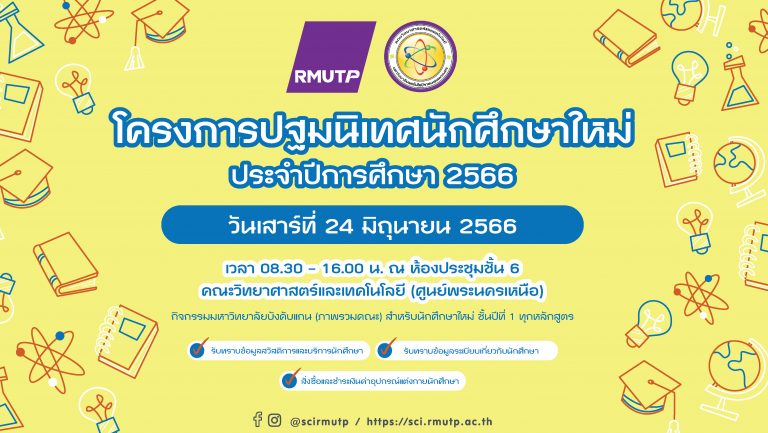 RMUTP
โครงการปฐมนิเทศนักศึกษาใหม่
ประจำปีการศึกษา 2566
วันเสาร์ที่ 24 มิถุนายน 2566
เวลา 08.30 - 16.00 น. ณ ห้องประชุมชั้น 6
คณะวิทยาศาสตร์และเทคโนโลยี (ศูนย์พระนครเหนือ)
กิจกรรมมหาวิทยาลัยบังคับแกน (ภาพรวมคณะ) สำหรับนักศึกษาใหม่ ชั้นปีที่ 1 ทุกหลักสูตร
รับทราบข้อมูลสวัสดิการและบริการนักศึกษา
รับทราบข้อมูลระเบียบเกี่ยวกับนักศึกษา
สั่งซื้อและชำระเงินค่าอุปกรณ์แต่งกายนักศึกษา
@scirmutp / https://sci.rmutp.ac.th